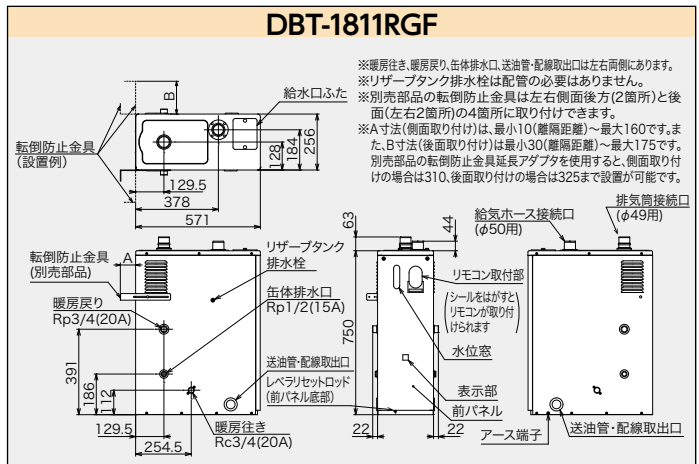 DBT-1811RGF
※暖房往き、暖房戻り、缶体排水口、送油管・配線取出口は左右両側にあります。
※リザーブタンク排水栓は配管の必要はありません。
※別売部品の転倒防止金具は左右側面後方(2箇所)と後
面(左右2箇所)の4箇所に取り付けできます。
※A寸法(側面取り付け)は、最小10(離隔距離)〜最大160です。ま
た、B寸法(後面取り付け)は最小30(離隔距離)〜最大175です。
別売部品の転倒防止金具延長アダプタを使用すると、側面取り付
けの場合は310、後面取り付けの場合は325まで設置が可能です。
B
給水口ふた
転倒防止金具
(設置例)
128
184
256
129.5
378
571
転倒防止金具
(別売部品)
A
リザーブタンク
排水栓
暖房戻り
Rp3/4(20A)
缶体排水口
Rp1/2(15A)
送油管・配線取出口
レベラリセットロッド
(前パネル底部)
391
186
112
129.5
254.5
暖房往き
Rc3/4(20A)
63
44
750
リモコン取付部
(シールをはがすと
リモコンが取り付
けられます)
水位窓
表示部
前パネル
22
22
給気ホース接続口
(φ50用)
排気筒接続口
(φ49用)
アース端子
送油管・配線取出口